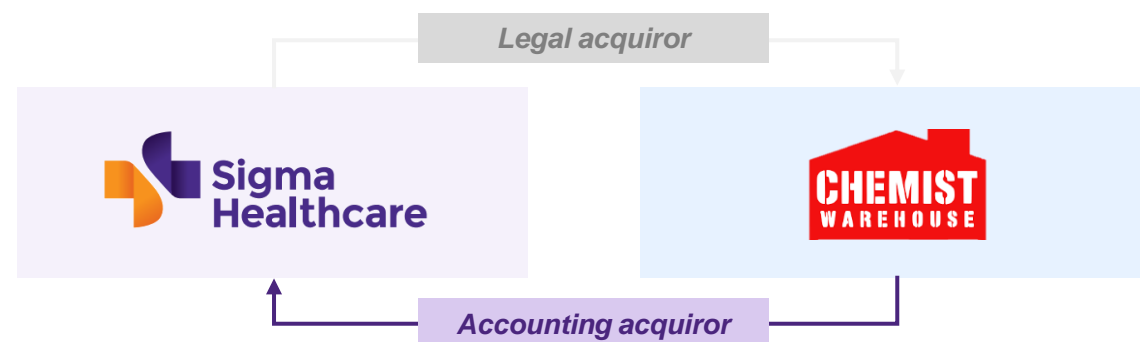 Legal acquiror
Sigma
Healthcare
CHEMIST
WAREHOUSE
Accounting acquiror